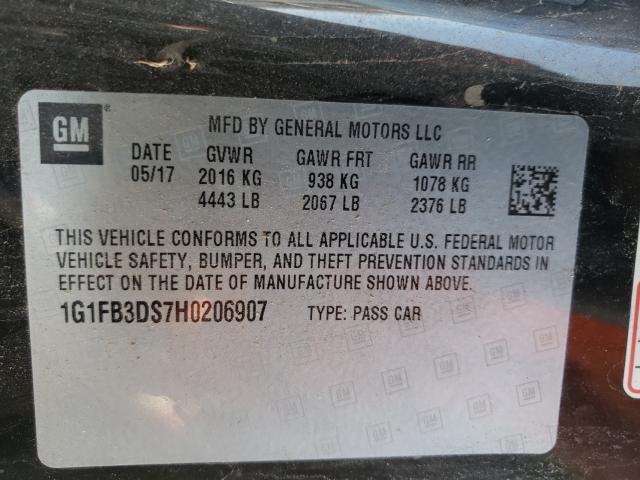 GM ®
MFD BY GENERAL MOTORS LLC
DATE GVWR GAWR FRT GAWR RR
05/17 2016 KG 938 KG 1078 KG
4443 LB 2067 LB 2376 LB
THIS VEHICLE CONFORMS TO ALL APPLICABLE U.S. FEDERAL MOTOR
VEHICLE SAFETY, BUMPER, AND THEFT PREVENTION STANDARDS IN
EFFECT ON THE DATE OF MANUFACTURE SHOWN ABOVE.
1G1FB3DS7H0206907 TYPE: PASS CAR